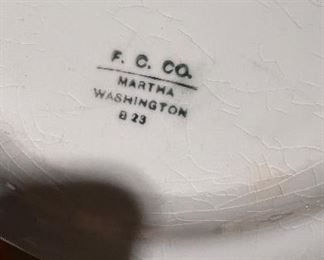 F. C. CO.
MARTHA
WASHINGTON
B 23